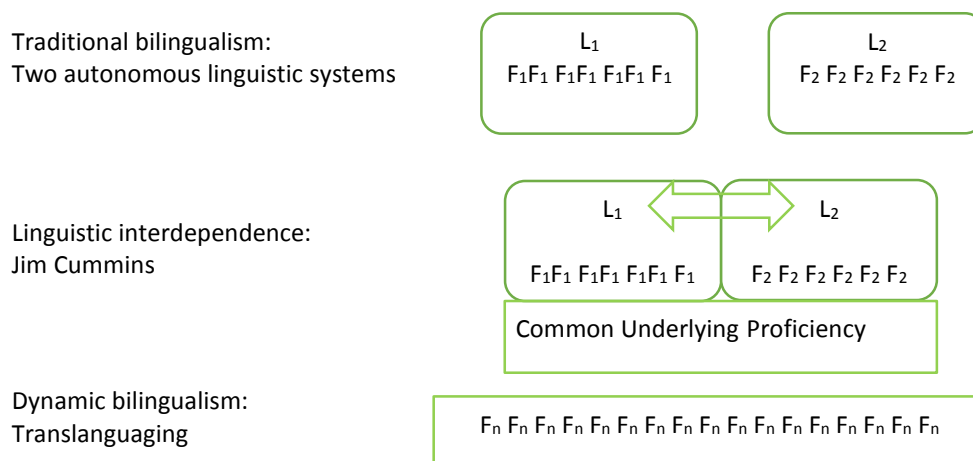 Traditional bilingualism:
Two autonomous linguistic systems
L₁
F₁F₁ F₁F₁ F₁F₁ F₁
L₂
F₂ F₂ F₂ F₂ F₂ F₂
Linguistic interdependence:
Jim Cummins
L₁
F₁F₁ F₁F₁ F₁F₁ F₁
L₂
F₂ F₂ F₂ F₂ F₂ F₂
Common Underlying Proficiency
Dynamic bilingualism:
Translanguaging
Fₙ Fₙ Fₙ Fₙ Fₙ Fₙ Fₙ Fₙ Fₙ Fₙ Fₙ Fₙ Fₙ Fₙ Fₙ Fₙ Fₙ